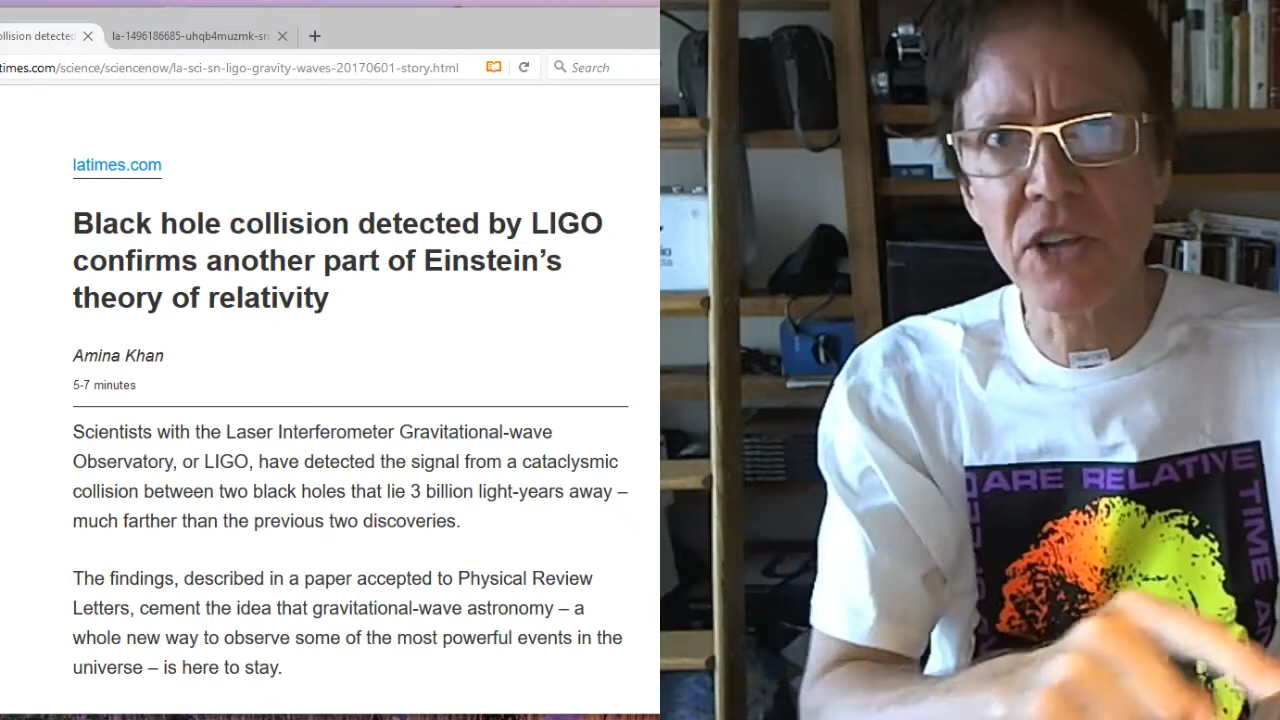 ollision detected
la-1496186685-uhqb4muzmk-sn
times.com/science/sciencenow/la-sci-sn-ligo-gravity-waves-20170601-story.html
Search
latimes.com
Black hole collision detected by LIGO
confirms another part of Einstein’s
theory of relativity
Amina Khan
5-7 minutes
Scientists with the Laser Interferometer Gravitational-wave
Observatory, or LIGO, have detected the signal from a cataclysmic
collision between two black holes that lie 3 billion light-years away –
much farther than the previous two discoveries.
The findings, described in a paper accepted to Physical Review
Letters, cement the idea that gravitational-wave astronomy – a
whole new way to observe some of the most powerful events in the
universe – is here to stay.
ARE RELATIVE
TIME